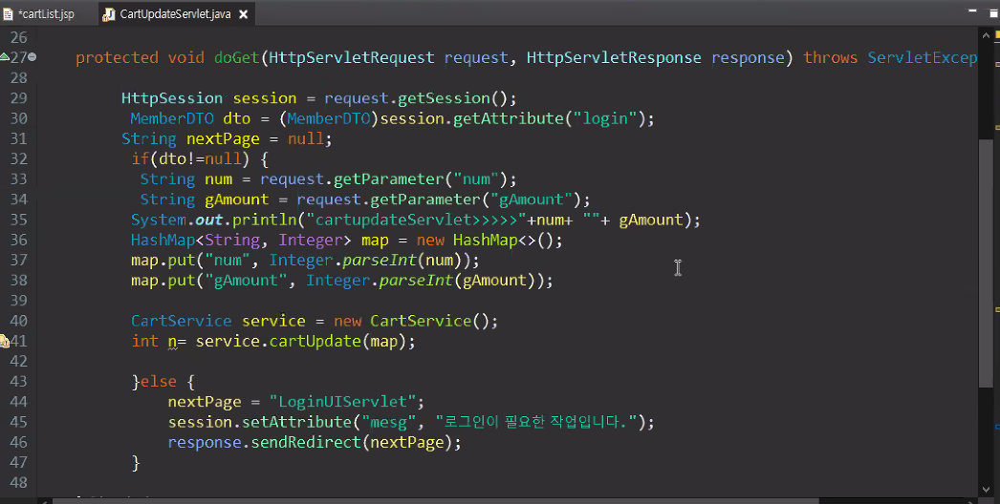 *cartList.jsp CartUpdateServlet.java
26
27 protected void doGet(HttpServletRequest request, HttpServletResponse response) throws ServletExcep
28
29 HttpSession session = request.getSession();
30 MemberDTO dto = (MemberDTO)session.getAttribute("login");
31 String nextPage = null;
32 if(dto!=null) {
33 String num = request.getParameter("num");
34 String gAmount = request.getParameter("gAmount");
35 System.out.println("cartupdateServlet>>>>>"+num+ ""+ gAmount);
36 HashMap<String, Integer> map = new HashMap<>();
37 map.put("num", Integer.parseInt(num));
38 map.put("gAmount", Integer.parseInt(gAmount));
39
40 CartService service = new CartService();
41 int n= service.cartUpdate(map);
42
43 }else {
44 nextPage = "LoginUIServlet";
45 session.setAttribute("mesg", "로그인이 필요한 작업입니다.");
46 response.sendRedirect(nextPage);
47 }
48